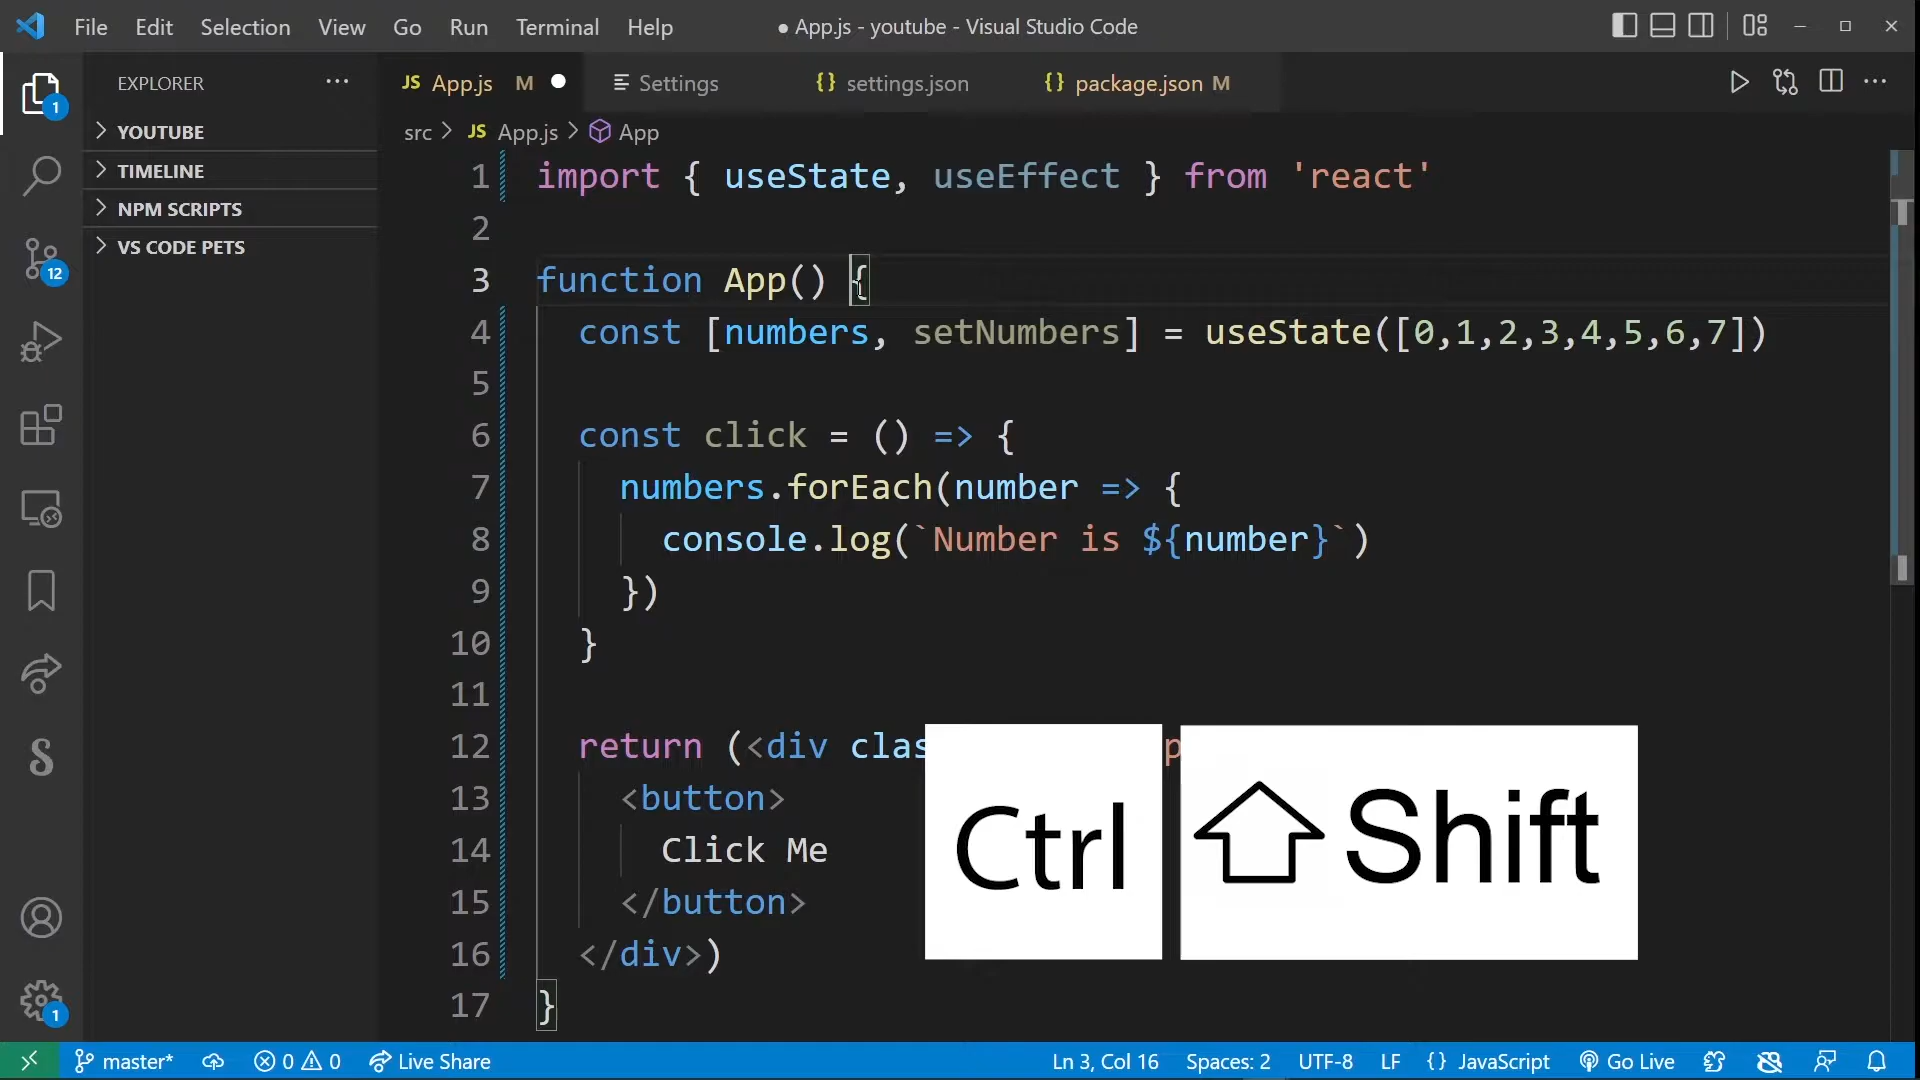 File Edit Selection View Go Run Terminal Help ● App.js - youtube - Visual Studio Code
EXPLORER ...
JS App.js M ● Settings {} settings.json {} package.json M ...
src > JS App.js > App
> YOUTUBE
> TIMELINE
> NPM SCRIPTS
> VS CODE PETS
1
12
1
1 import { useState, useEffect } from 'react'
2
3 function App() {
4 const [numbers, setNumbers] = useState([0,1,2,3,4,5,6,7])
5
6 const click = () => {
7 numbers.forEach(number => {
8 console.log(`Number is ${number}`)
9 })
10 }
11
12 return (<div clas p
13 <button>
14 Click Me
15 </button>
16 </div>)
17 }
Ctrl Shift
master* 0 0 Live Share Ln 3, Col 16 Spaces: 2 UTF-8 LF {} JavaScript Go Live